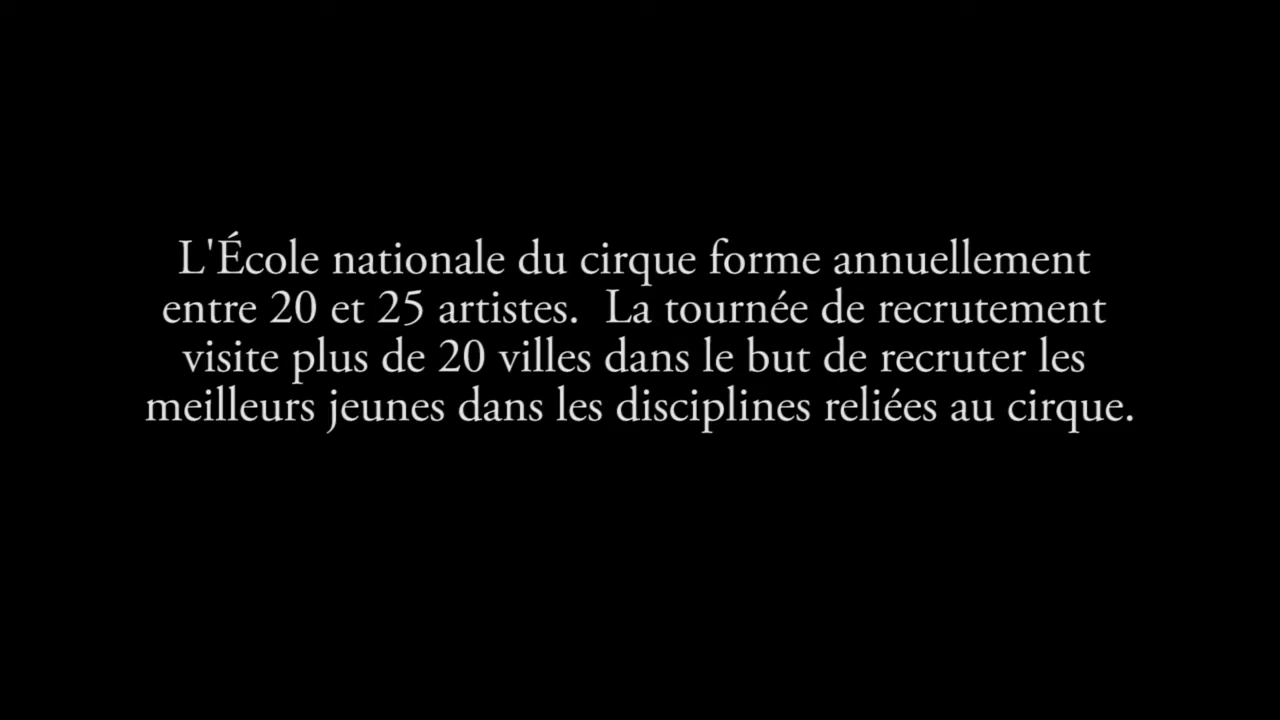 L'École nationale du cirque forme annuellement
entre 20 et 25 artistes.  La tournée de recrutement
visite plus de 20 villes dans le but de recruter les
meilleurs jeunes dans les disciplines reliées au cirque.